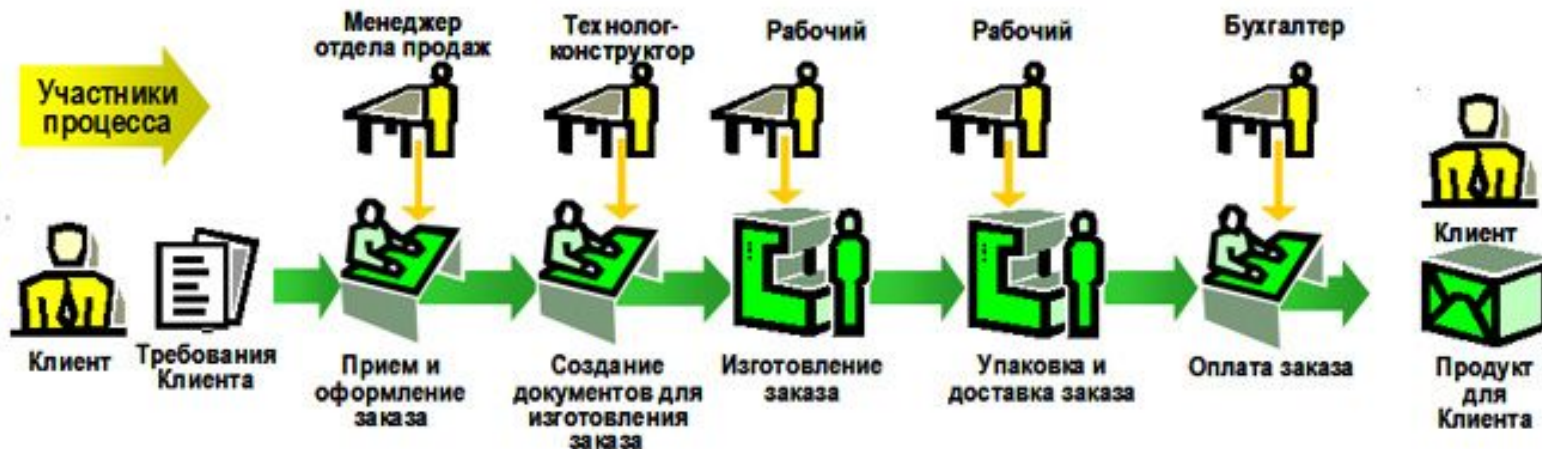 Менеджер
отдела продаж
Технолог-
конструктор
Рабочий
Рабочий
Бухгалтер
Участники
процесса
Клиент
Требования
Клиента
Прием и
оформление
заказа
Создание
документов для
изготовления
заказа
Изготовление
заказа
Упаковка и
доставка заказа
Оплата заказа
Клиент
Продукт
для
Клиента